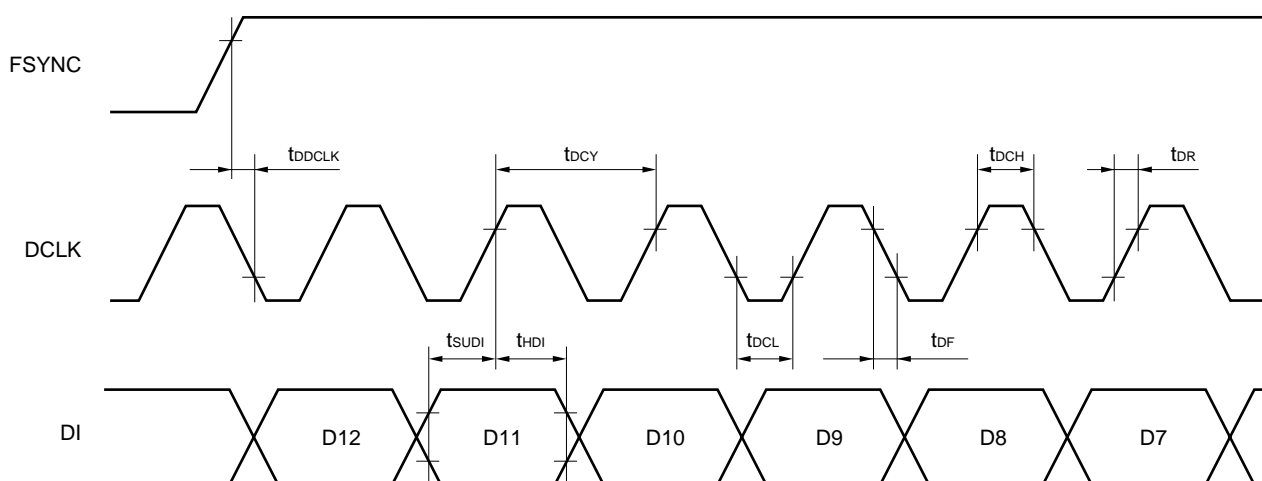 FSYNC
tDDCLK
tDCY
tDCH
tDR
DCLK
tSUDI
tHDI
tDCL
tDF
DI
D12
D11
D10
D9
D8
D7